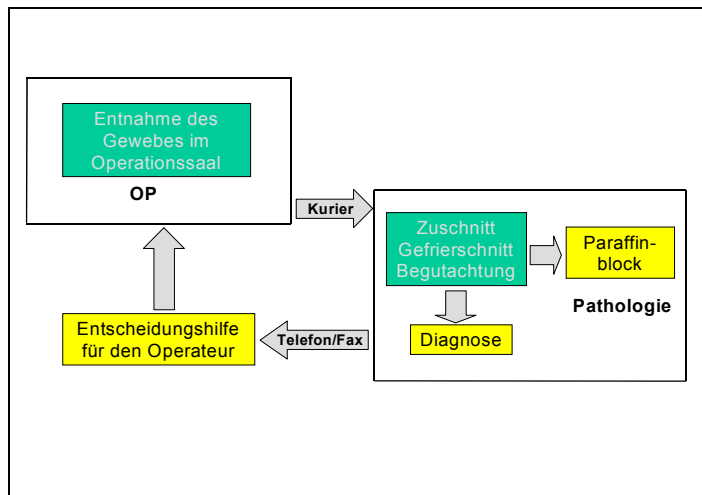 Entnahme des
Gewebes im
Operationssaal
OP
Kurier
Zuschnitt
Gefrierschnitt
Begutachtung
Paraffin-
block
Pathologie
Diagnose
Telefon/Fax
Entscheidungshilfe
für den Operateur